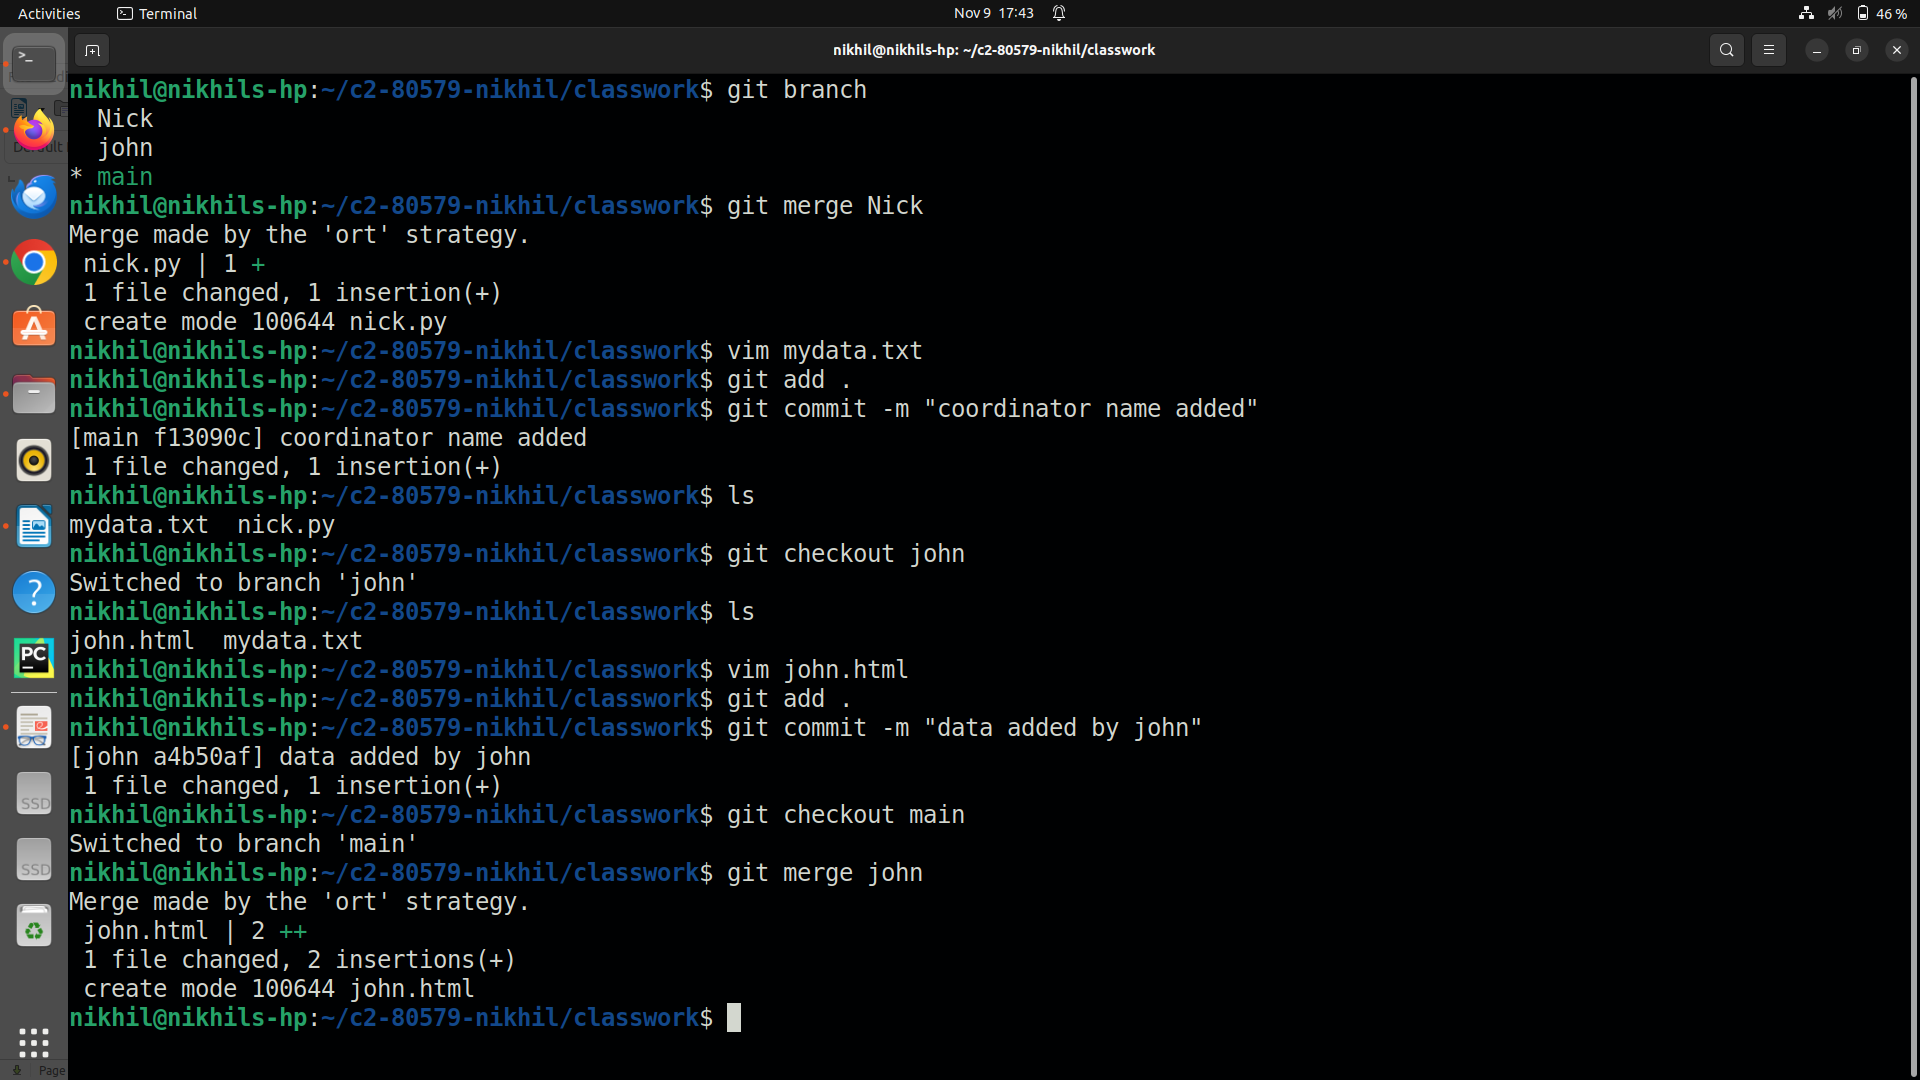 Activities
Terminal
Nov 9 17:43
46 %
nikhil@nikhils-hp: ~/c2-80579-nikhil/classwork
nikhil@nikhils-hp:~/c2-80579-nikhil/classwork$ git branch
  Nick
  john
* main
nikhil@nikhils-hp:~/c2-80579-nikhil/classwork$ git merge Nick
Merge made by the 'ort' strategy.
 nick.py | 1 +
 1 file changed, 1 insertion(+)
 create mode 100644 nick.py
nikhil@nikhils-hp:~/c2-80579-nikhil/classwork$ vim mydata.txt
nikhil@nikhils-hp:~/c2-80579-nikhil/classwork$ git add .
nikhil@nikhils-hp:~/c2-80579-nikhil/classwork$ git commit -m "coordinator name added"
[main f13090c] coordinator name added
 1 file changed, 1 insertion(+)
nikhil@nikhils-hp:~/c2-80579-nikhil/classwork$ ls
mydata.txt  nick.py
nikhil@nikhils-hp:~/c2-80579-nikhil/classwork$ git checkout john
Switched to branch 'john'
nikhil@nikhils-hp:~/c2-80579-nikhil/classwork$ ls
john.html  mydata.txt
nikhil@nikhils-hp:~/c2-80579-nikhil/classwork$ vim john.html
nikhil@nikhils-hp:~/c2-80579-nikhil/classwork$ git add .
nikhil@nikhils-hp:~/c2-80579-nikhil/classwork$ git commit -m "data added by john"
[john a4b50af] data added by john
 1 file changed, 1 insertion(+)
nikhil@nikhils-hp:~/c2-80579-nikhil/classwork$ git checkout main
Switched to branch 'main'
nikhil@nikhils-hp:~/c2-80579-nikhil/classwork$ git merge john
Merge made by the 'ort' strategy.
 john.html | 2 ++
 1 file changed, 2 insertions(+)
 create mode 100644 john.html
nikhil@nikhils-hp:~/c2-80579-nikhil/classwork$
PC
SSD
SSD
Page